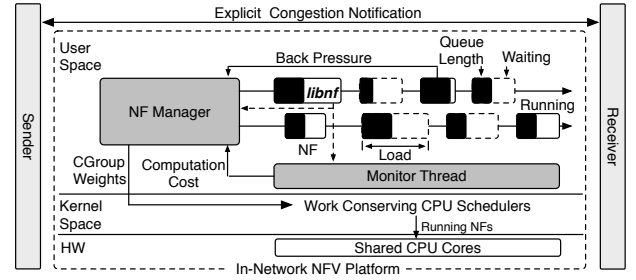 Explicit Congestion Notification
User
Space
Back Pressure
Queue
Length
Waiting
libnf
Running
NF Manager
NF
Load
Sender
Receiver
CGroup
Weights
Computation
Cost
Monitor Thread
Kernel
Space
Work Conserving CPU Schedulers
Running NFs
HW
Shared CPU Cores
In-Network NFV Platform